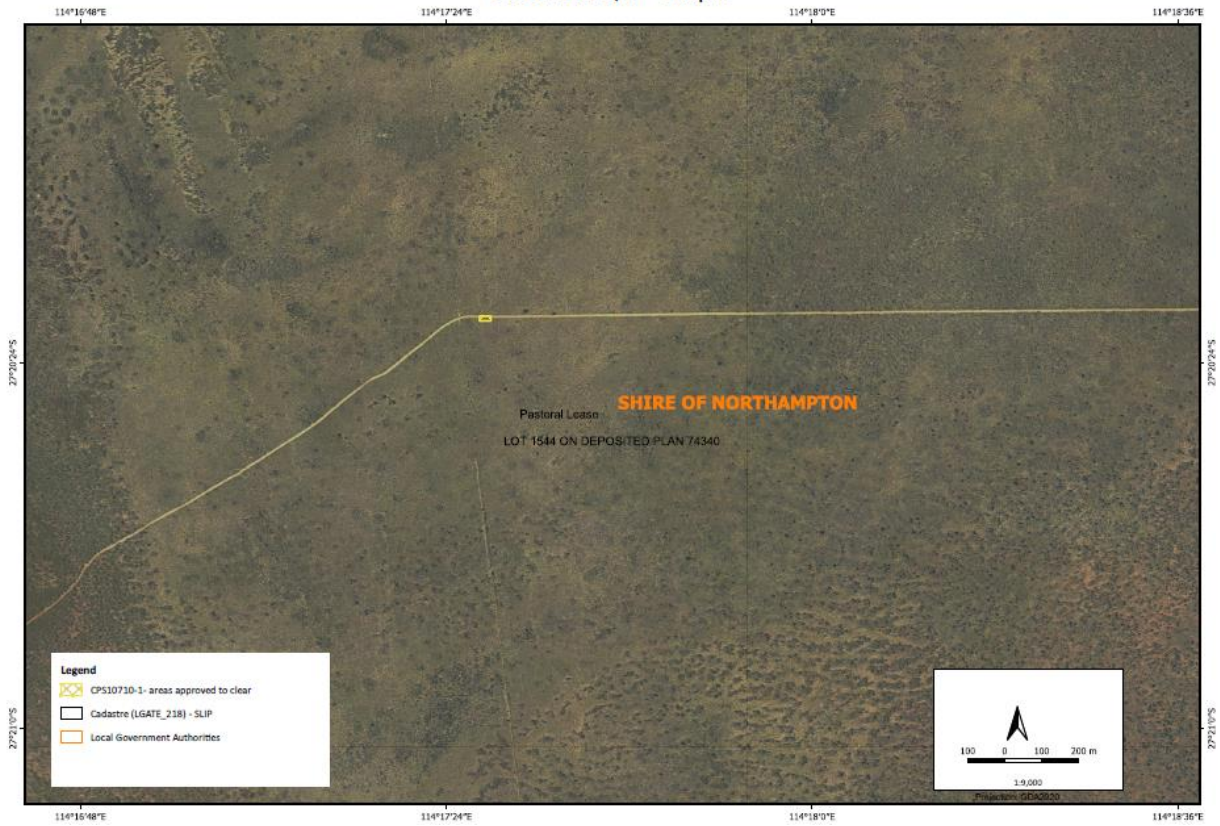 114°16'48"E 114°17'24"E 114°18'0"E 114°18'36"E
27°20'24"S 27°20'24"S
SHIRE OF NORTHAMPTON
Pastoral Lease
LOT 1544 ON DEPOSITED PLAN 74340
27°21'0"S 27°21'0"S
Legend
CPS10710-1- areas approved to clear
Cadastre (LGATE_218) - SLIP
Local Government Authorities
100 0 100 200 m
1:9,000
Projection: GDA2020
114°16'48"E 114°17'24"E 114°18'0"E 114°18'36"E